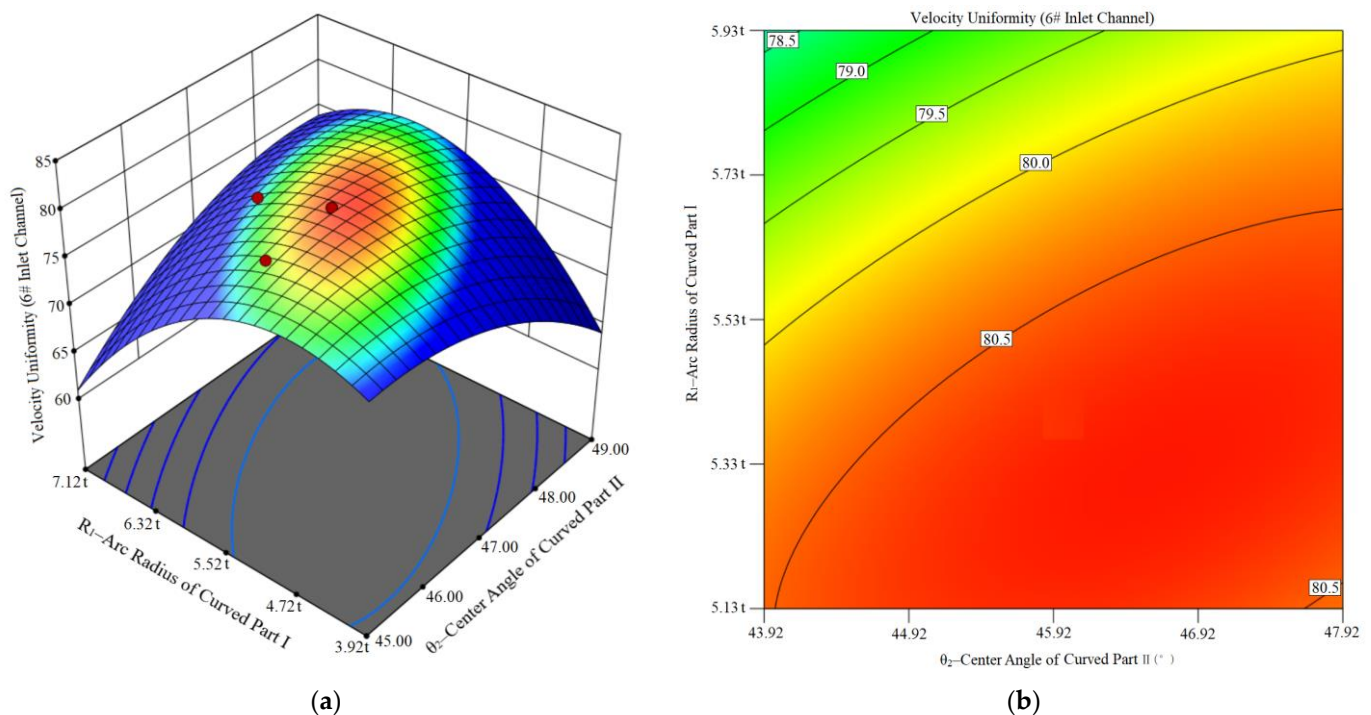 85
80
75
70
65
60
Velocity Uniformity (6# Inlet Channel)
7.12t
6.32t
5.52t
4.72t
3.92t
R₁–Arc Radius of Curved Part I
45.00
46.00
47.00
48.00
49.00
θ₂–Center Angle of Curved Part II
(a)
Velocity Uniformity (6# Inlet Channel)
5.93t
5.73t
5.53t
5.33t
5.13t
R₁–Arc Radius of Curved Part I
78.5
79.0
79.5
80.0
80.5
80.5
43.92
44.92
45.92
46.92
47.92
θ₂–Center Angle of Curved Part Ⅱ (°)
(b)